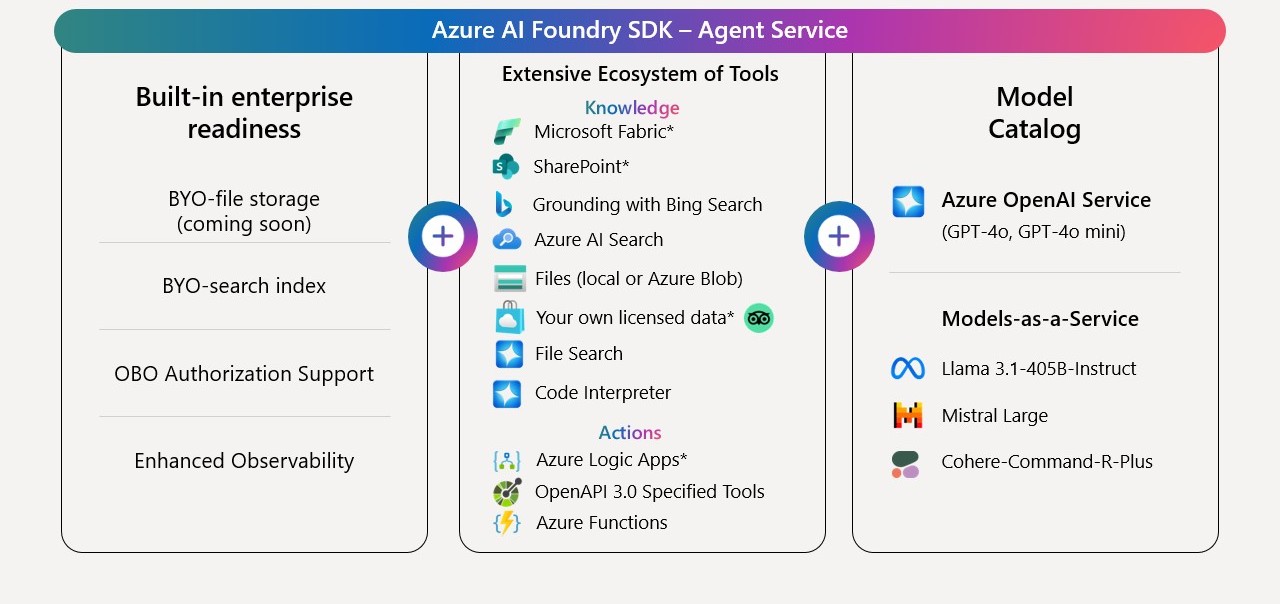 Azure AI Foundry SDK – Agent Service
Built-in enterprise
readiness
BYO-file storage
(coming soon)
BYO-search index
OBO Authorization Support
Enhanced Observability
Extensive Ecosystem of Tools
Knowledge
Microsoft Fabric*
SharePoint*
Grounding with Bing Search
Azure AI Search
Files (local or Azure Blob)
Your own licensed data*
File Search
Code Interpreter
Actions
Azure Logic Apps*
OpenAPI 3.0 Specified Tools
Azure Functions
Model
Catalog
Azure OpenAI Service
(GPT-4o, GPT-4o mini)
Models-as-a-Service
Llama 3.1-405B-Instruct
Mistral Large
Cohere-Command-R-Plus